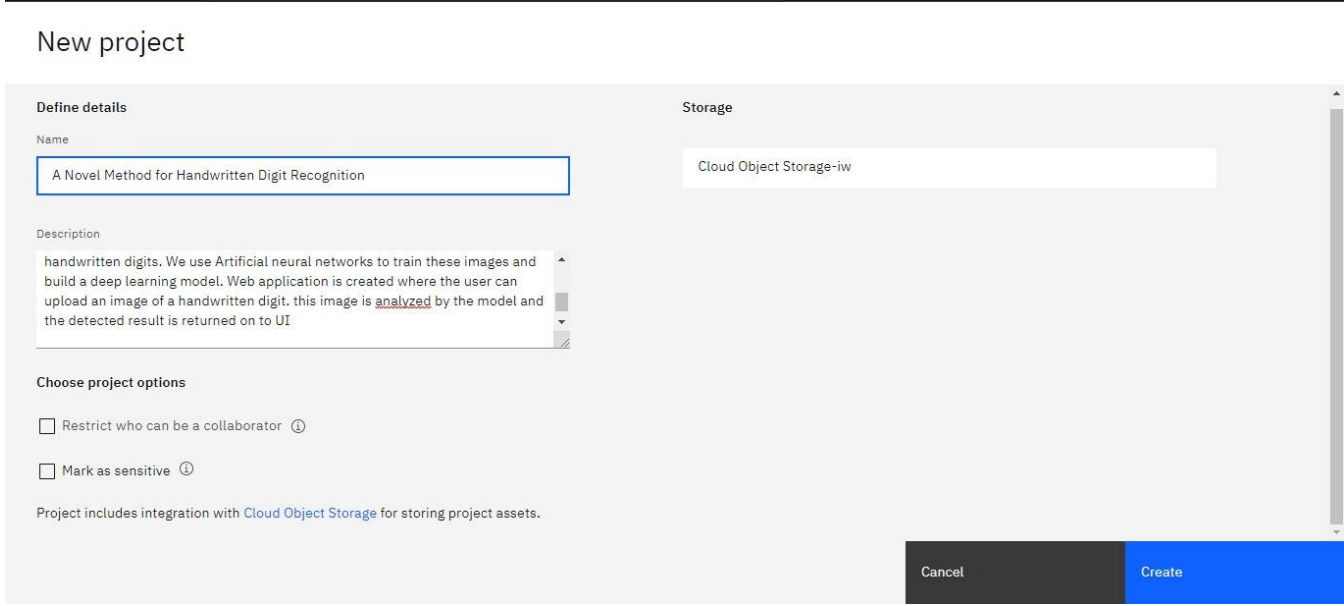 New project
Define details
Name
A Novel Method for Handwritten Digit Recognition
Description
handwritten digits. We use Artificial neural networks to train these images and
build a deep learning model. Web application is created where the user can
upload an image of a handwritten digit. this image is analyzed by the model and
the detected result is returned on to UI
Choose project options
Restrict who can be a collaborator
Mark as sensitive
Project includes integration with Cloud Object Storage for storing project assets.
Storage
Cloud Object Storage-iw
Cancel
Create